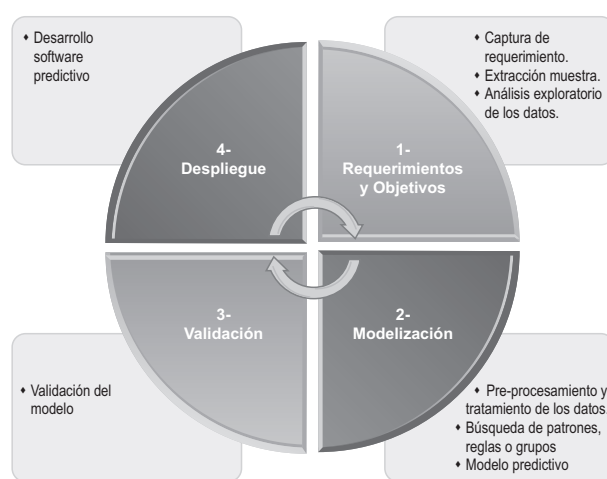 ♦ Desarrollo
software
predictivo
♦ Captura de
requerimiento.
♦ Extracción muestra.
♦ Análisis exploratorio
de los datos.
4-
Despliegue
1-
Requerimientos
y Objetivos
3-
Validación
2-
Modelización
♦ Validación del
modelo
♦ Pre-procesamiento y
tratamiento de los datos.
♦ Búsqueda de patrones,
reglas o grupos
♦ Modelo predictivo